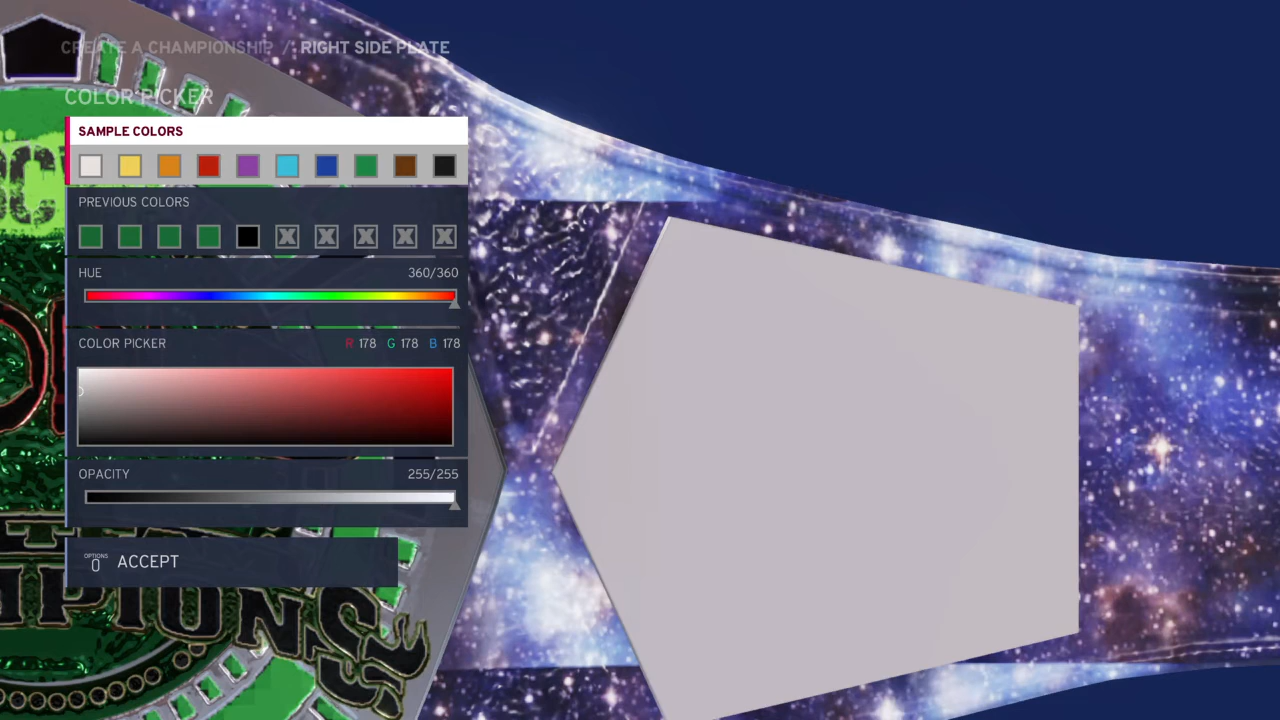 CREATE A CHAMPIONSHIP / RIGHT SIDE PLATE
COLOR PICKER
SAMPLE COLORS
PREVIOUS COLORS
X X X X X
HUE 360/360
COLOR PICKER R 178 G 178 B 178
OPACITY 255/255
OPTIONS
ACCEPT